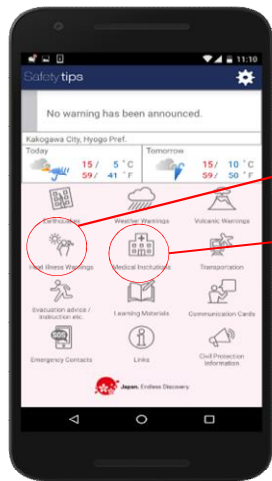 11:10
Safety tips
No warning has been announced.
Kakogawa City, Hyogo Pref.
Today
Tomorrow
15/ 5 °C
59/ 41 °F
15/ 10 °C
59/ 50 °F
Earthquakes
Weather Warnings
Volcanic Warnings
Heat Illness Warnings
Medical Institutions
Transportation
Evacuation advice /
instruction etc.
Learning Materials
Communication Cards
SOS
Emergency Contacts
Links
Civil Protection
Information
Japan. Endless Discovery.